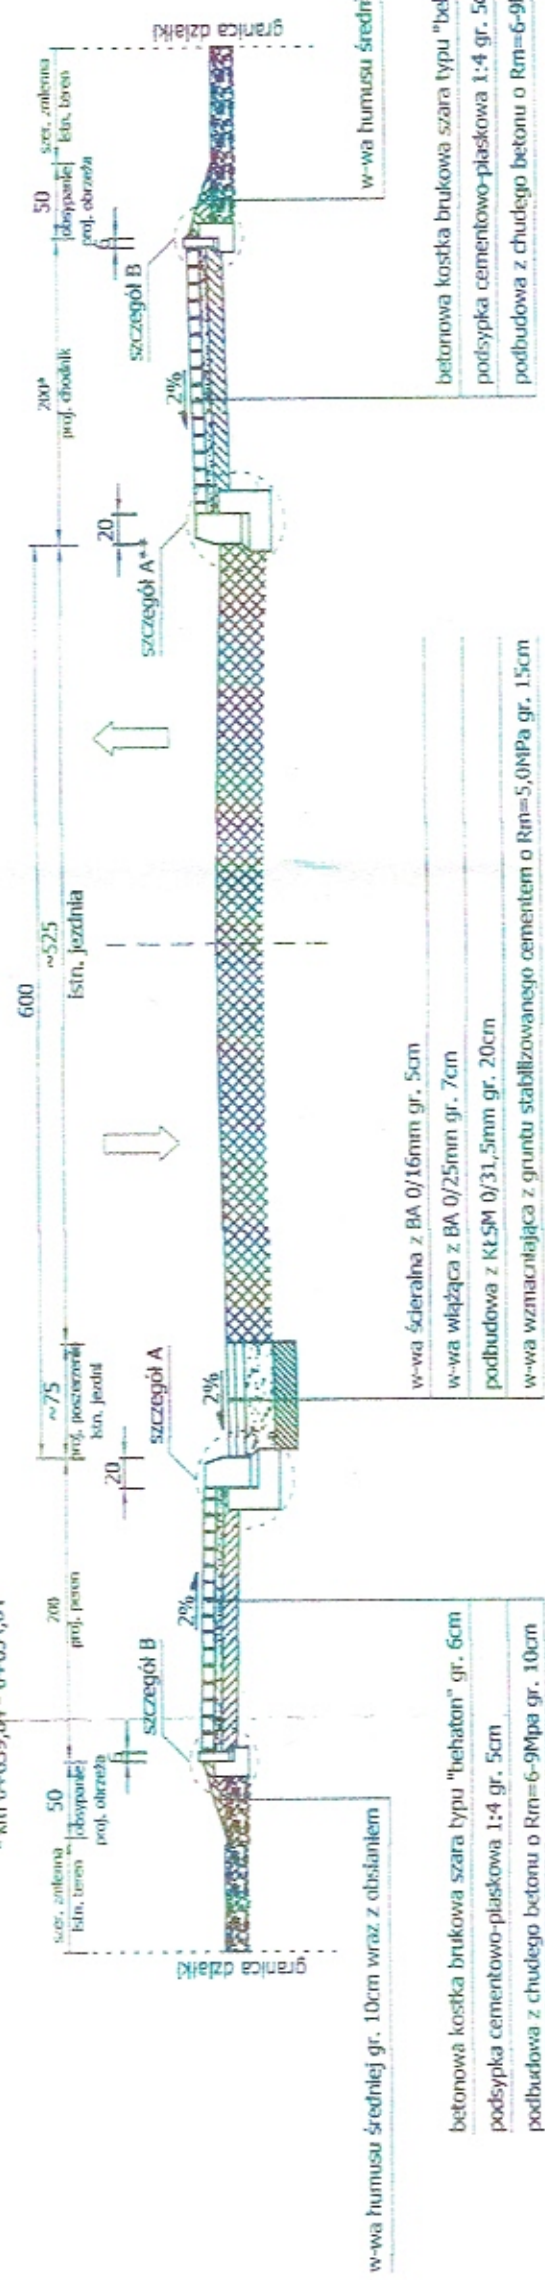 600
~75
~525
proj. poszerzenie
istn. jezdni
istn. jezdnia
szer. zmienna
istn. teren
50
obsypanie
proj. obrzeża
200
proj. peron
20
20
200*
proj. chodnik
50
obsypanie
proj. obrzeża
szer. zmienna
istn. teren
granica działki
szczegół B
2%
szczegół A
2%
szczegół A**
2%
szczegół B
granica działki
w-wa humusu średniej gr. 10cm wraz z obsianiem
betonowa kostka brukowa szara typu "behaton" gr. 6cm
podsypka cementowo-piaskowa 1:4 gr. 5cm
podbudowa z chudego betonu o Rm=6-9Mpa gr. 10cm
w-wa ścieralna z BA 0/16mm gr. 5cm
w-wa wiążąca z BA 0/25mm gr. 7cm
podbudowa z KŁSM 0/31,5mm gr. 20cm
w-wa wzmacniająca z gruntu stabilizowanego cementem o Rm=5,0MPa gr. 15cm
w-wa humusu średn
betonowa kostka brukowa szara typu "beh
podsypka cementowo-piaskowa 1:4 gr. 5c
podbudowa z chudego betonu o Rm=6-9